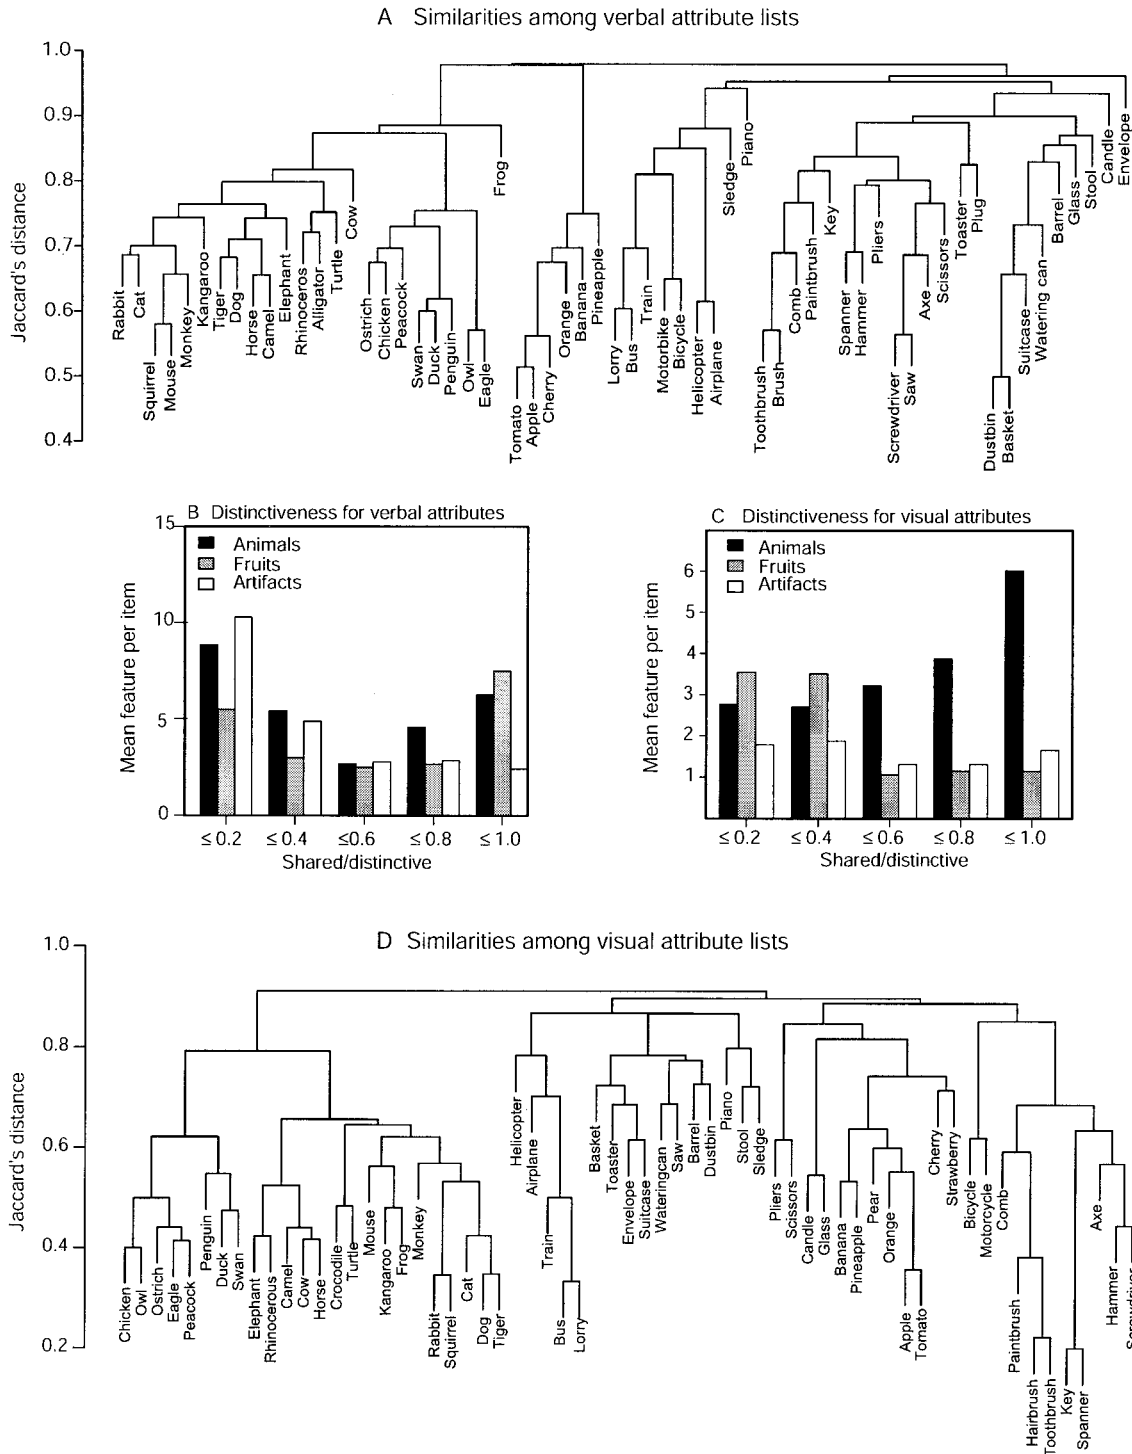 A Similarities among verbal attribute lists
1.0
0.9
0.8
0.7
0.6
0.5
0.4
Jaccard's distance
Rabbit
Cat
Squirrel
Mouse
Monkey
Kangaroo
Tiger
Dog
Horse
Camel
Elephant
Rhinoceros
Alligator
Turtle
Cow
Ostrich
Chicken
Peacock
Swan
Duck
Penguin
Owl
Eagle
Frog
Tomato
Apple
Cherry
Orange
Banana
Pineapple
Lorry
Bus
Train
Motorbike
Bicycle
Helicopter
Airplane
Sledge
Piano
Toothbrush
Brush
Comb
Paintbrush
Key
Spanner
Hammer
Pliers
Screwdriver
Saw
Axe
Scissors
Toaster
Plug
Dustbin
Basket
Suitcase
Watering can
Barrel
Glass
Stool
Candle
Envelope
B Distinctiveness for verbal attributes
15
10
5
0
Mean feature per item
Animals
Fruits
Artifacts
≤ 0.2 ≤ 0.4 ≤0.6 ≤ 0.8 ≤ 1.0
Shared/distinctive
C Distinctiveness for visual attributes
6
5
4
3
2
1
Mean feature per item
Animals
Fruits
Artifacts
≤ 0.2 ≤ 0.4 ≤ 0.6 ≤ 0.8 ≤ 1.0
Shared/distinctive
D Similarities among visual attribute lists
1.0
0.8
0.6
0.4
0.2
Jaccard's distance
Chicken
Owl
Ostrich
Eagle
Peacock
Penguin
Duck
Swan
Elephant
Rhinocerous
Camel
Cow
Horse
Crocodile
Turtle
Mouse
Kangaroo
Frog
Monkey
Rabbit
Squirrel
Cat
Dog
Tiger
Helicopter
Airplane
Train
Bus
Lorry
Basket
Toaster
Envelope
Suitcase
Wateringcan
Saw
Barrel
Dustbin
Piano
Stool
Sledge
Pliers
Scissors
Candle
Glass
Banana
Pineapple
Pear
Orange
Apple
Tomato
Cherry
Strawberry
Bicycle
Motorcycle
Comb
Paintbrush
Hairbrush
Toothbrush
Key
Spanner
Axe
Hammer
Screwdriver